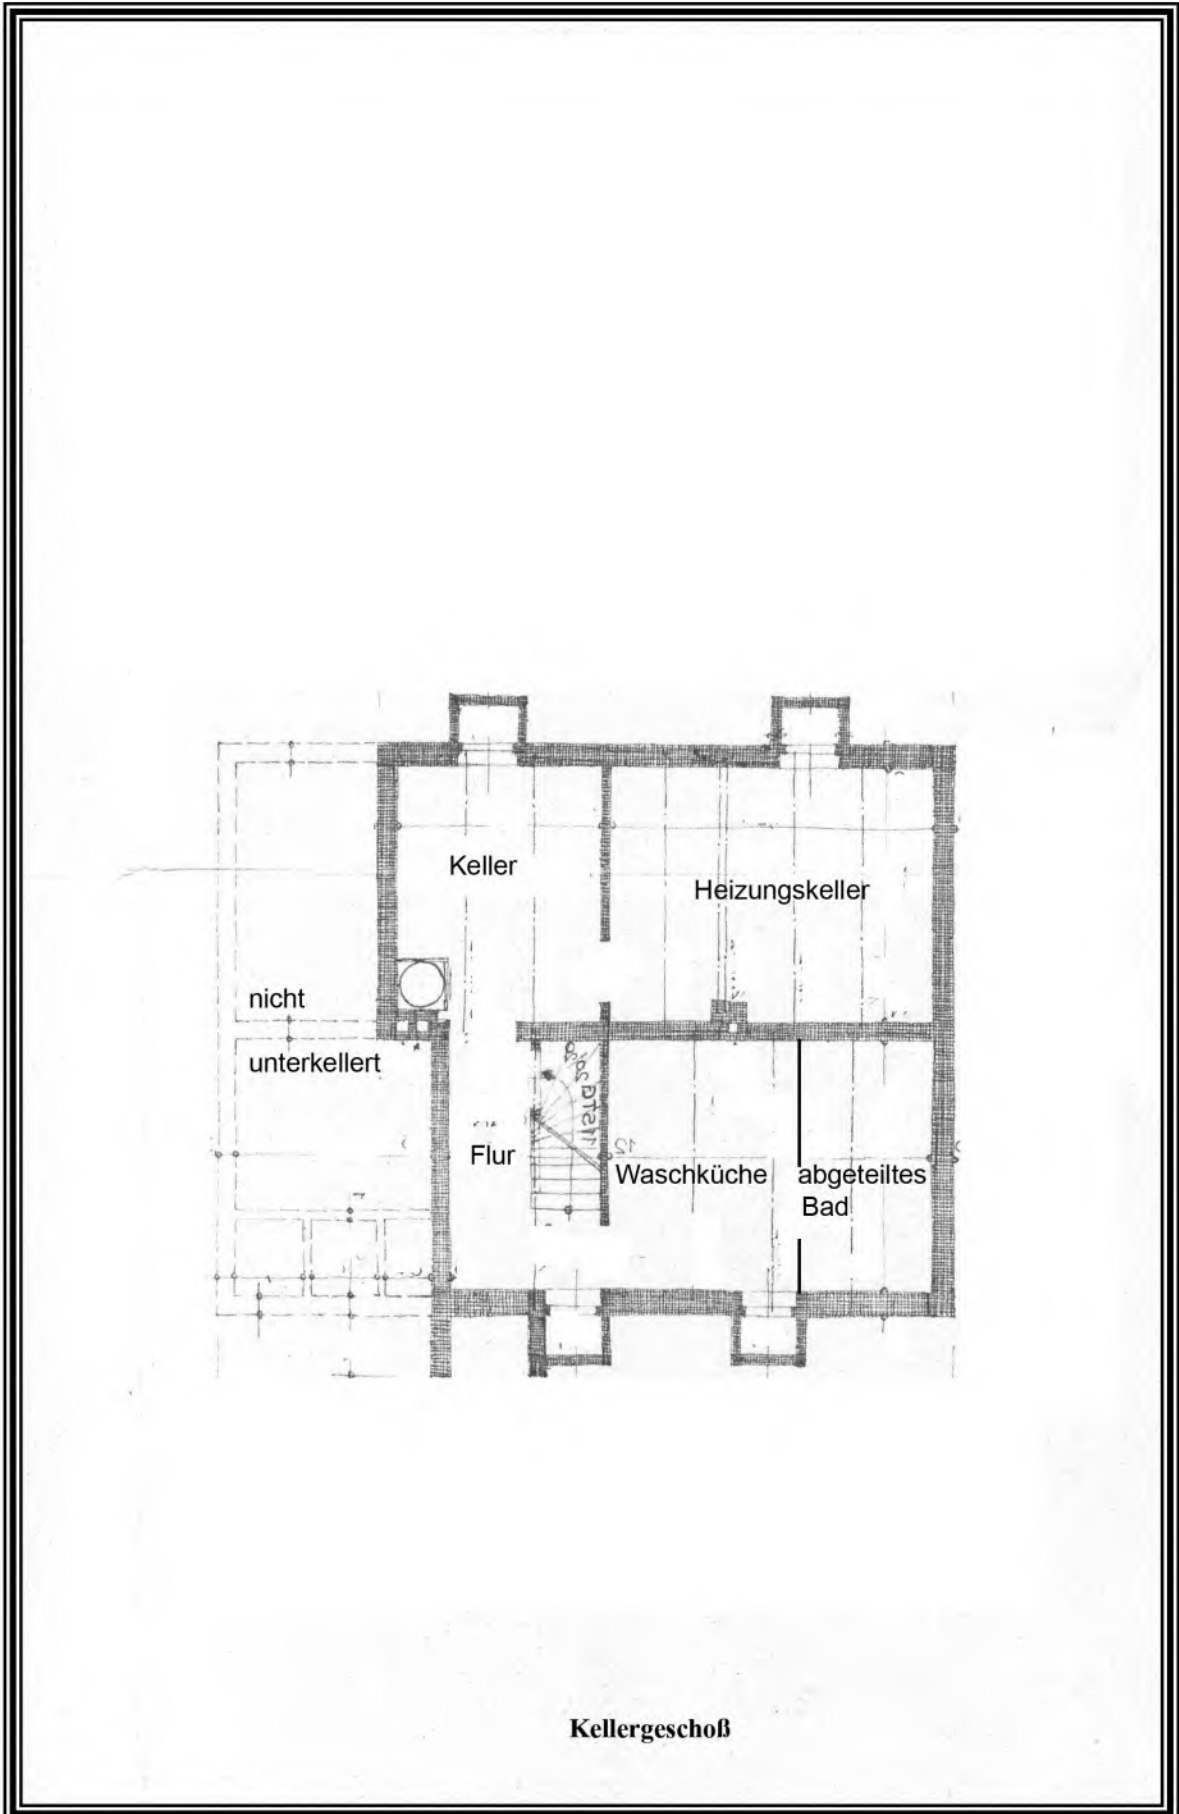 Keller
Heizungskeller
nicht
unterkellert
Flur
Waschküche
abgeteiltes
Bad
Kellergeschoß